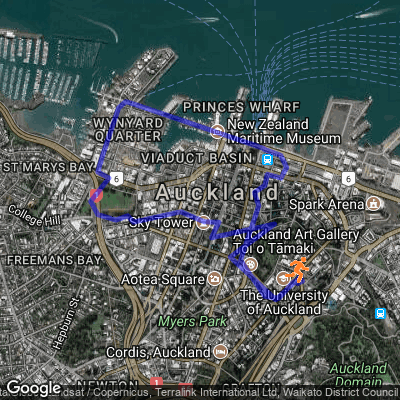 PRINCES WHARF
WYNYARD
QUARTER
New Zealand
Maritime Museum
ST MARYS BAY
VIADUCT BASIN
6
6
Auckland
Spark Arena
College Hill
Sky Tower
Auckland Art Gallery
Toi o Tāmaki
FREEMANS BAY
Aotea Square
The University
of Auckland
Hepburn St
Myers Park
Cordis, Auckland
Auckland
Domain
NEWTON
1
Google
Landsat / Copernicus, Terralink International Ltd, Waikato District Council